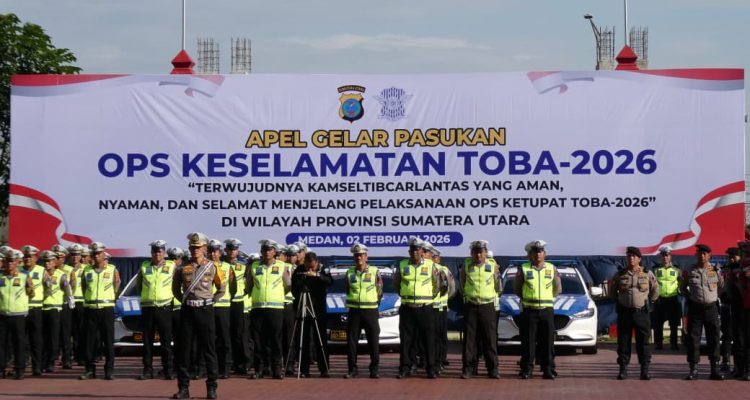 APEL GELAR PASUKAN
OPS KESELAMATAN TOBA-2026
“TERWUJUDNYA KAMSELTIBCARLANTAS YANG AMAN,
NYAMAN, DAN SELAMAT MENJELANG PELAKSANAAN OPS KETUPAT TOBA-2026”
DI WILAYAH PROVINSI SUMATERA UTARA
MEDAN, 02 FEBRUARI 2026